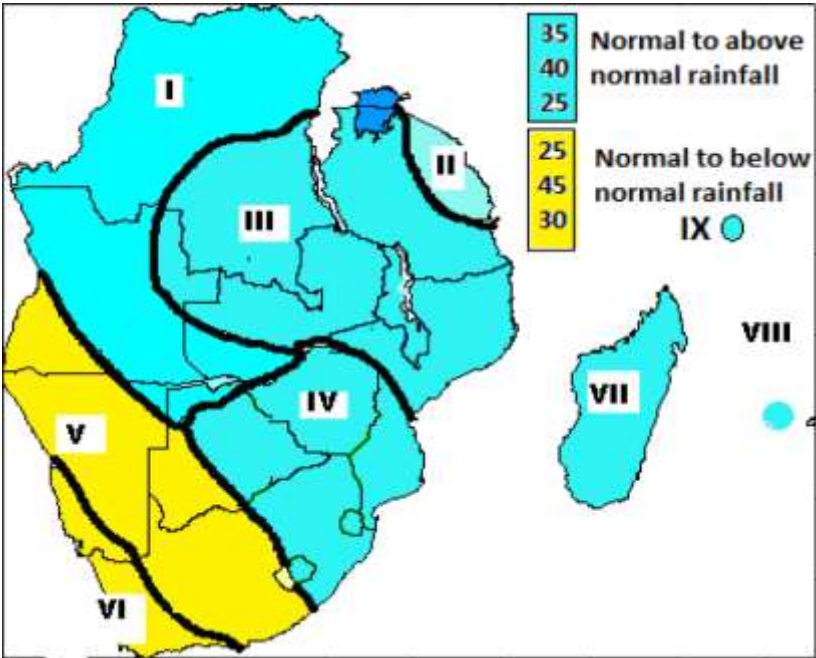 35
40
25
Normal to above
normal rainfall
25
45
30
Normal to below
normal rainfall
I
II
III
IX
VIII
IV
VII
V
VI